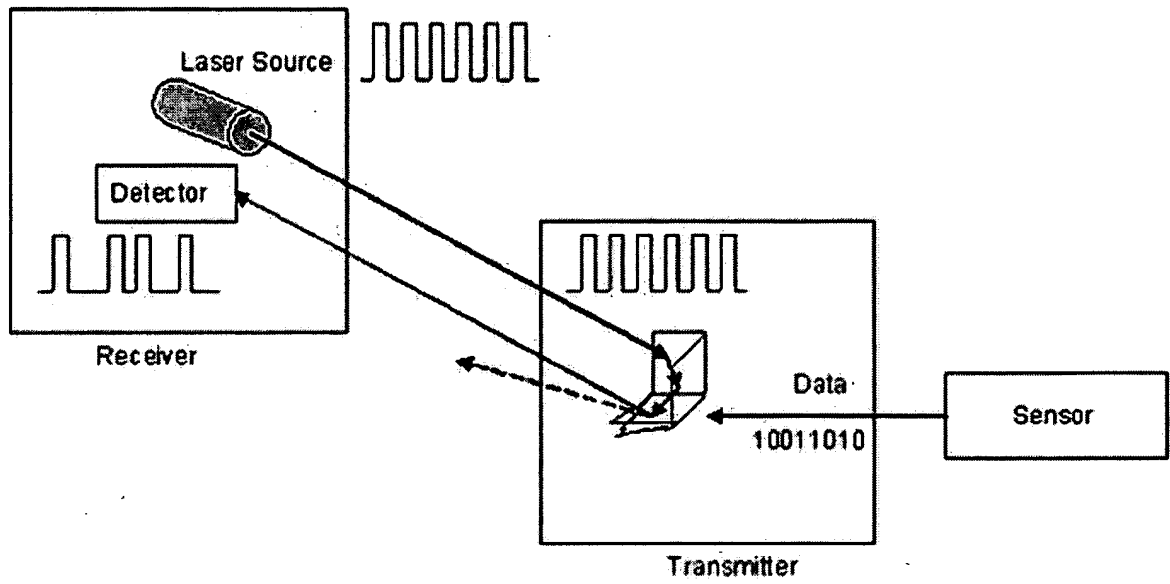 Laser Source
Detector
Receiver
Data
10011010
Sensor
Transmitter